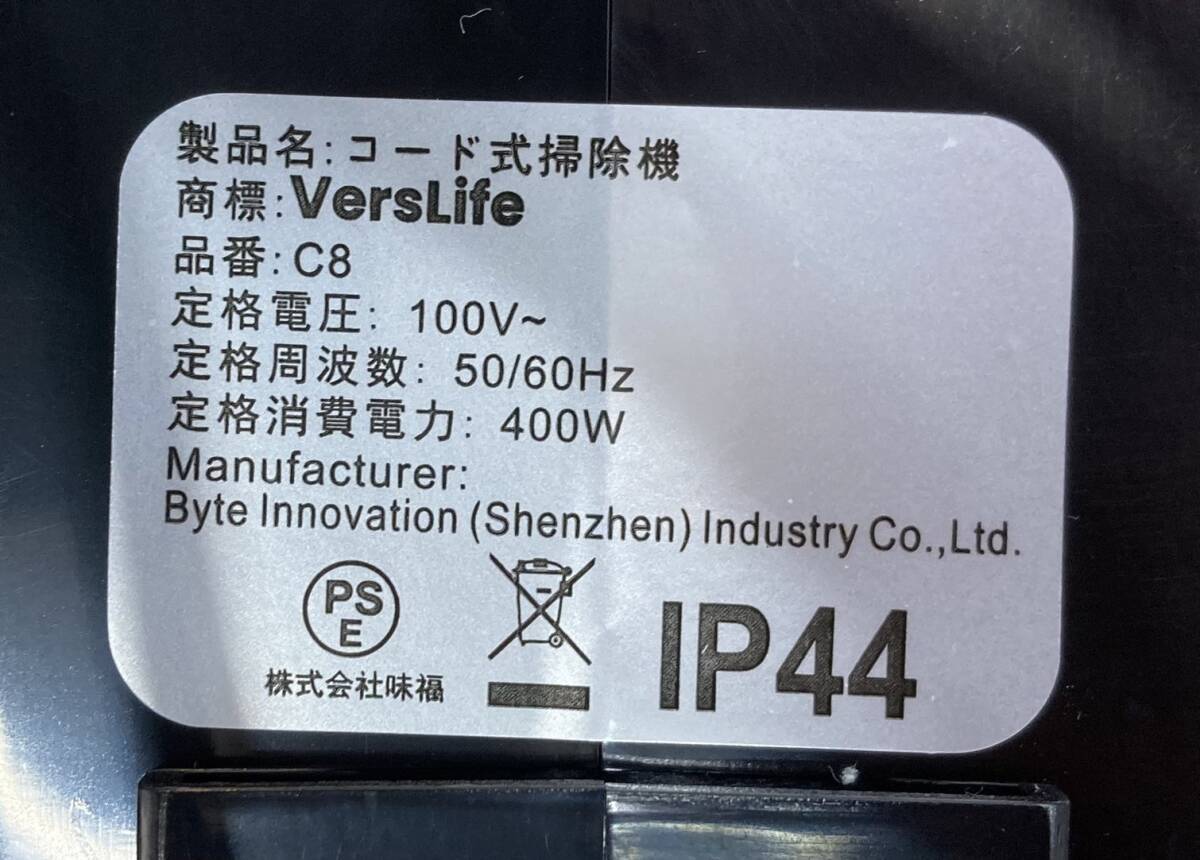 製品名:コード式掃除機
商標:VersLife
品番:C8
定格電圧: 100V~
定格周波数: 50/60Hz
定格消費電力: 400W
Manufacturer:
Byte Innovation (Shenzhen) Industry Co.,Ltd.
PS
E
株式会社味福
IP44